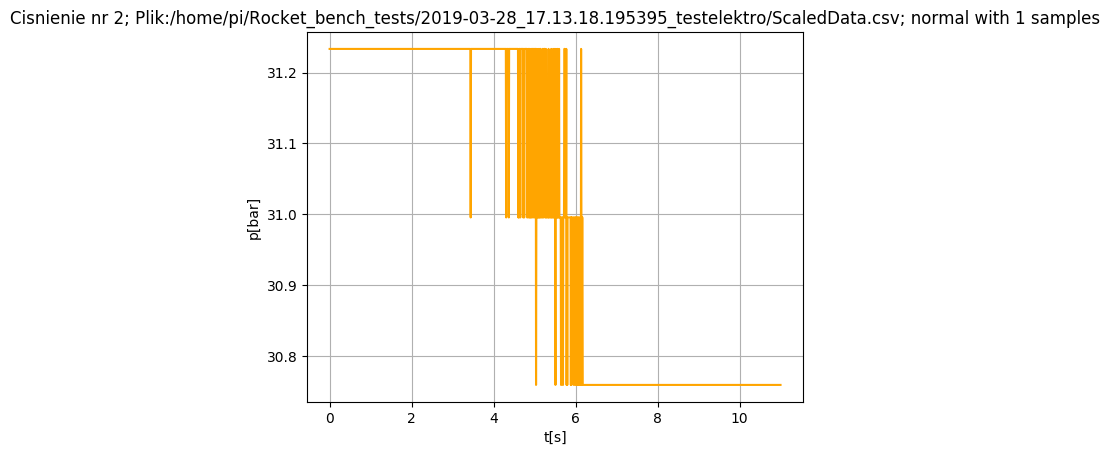 Cisnienie nr 2; Plik:/home/pi/Rocket_bench_tests/2019-03-28_17.13.18.195395_testelektro/ScaledData.csv; normal with 1 samples
31.2
31.1
31.0
30.9
30.8
p[bar]
0 2 4 6 8 10
t[s]